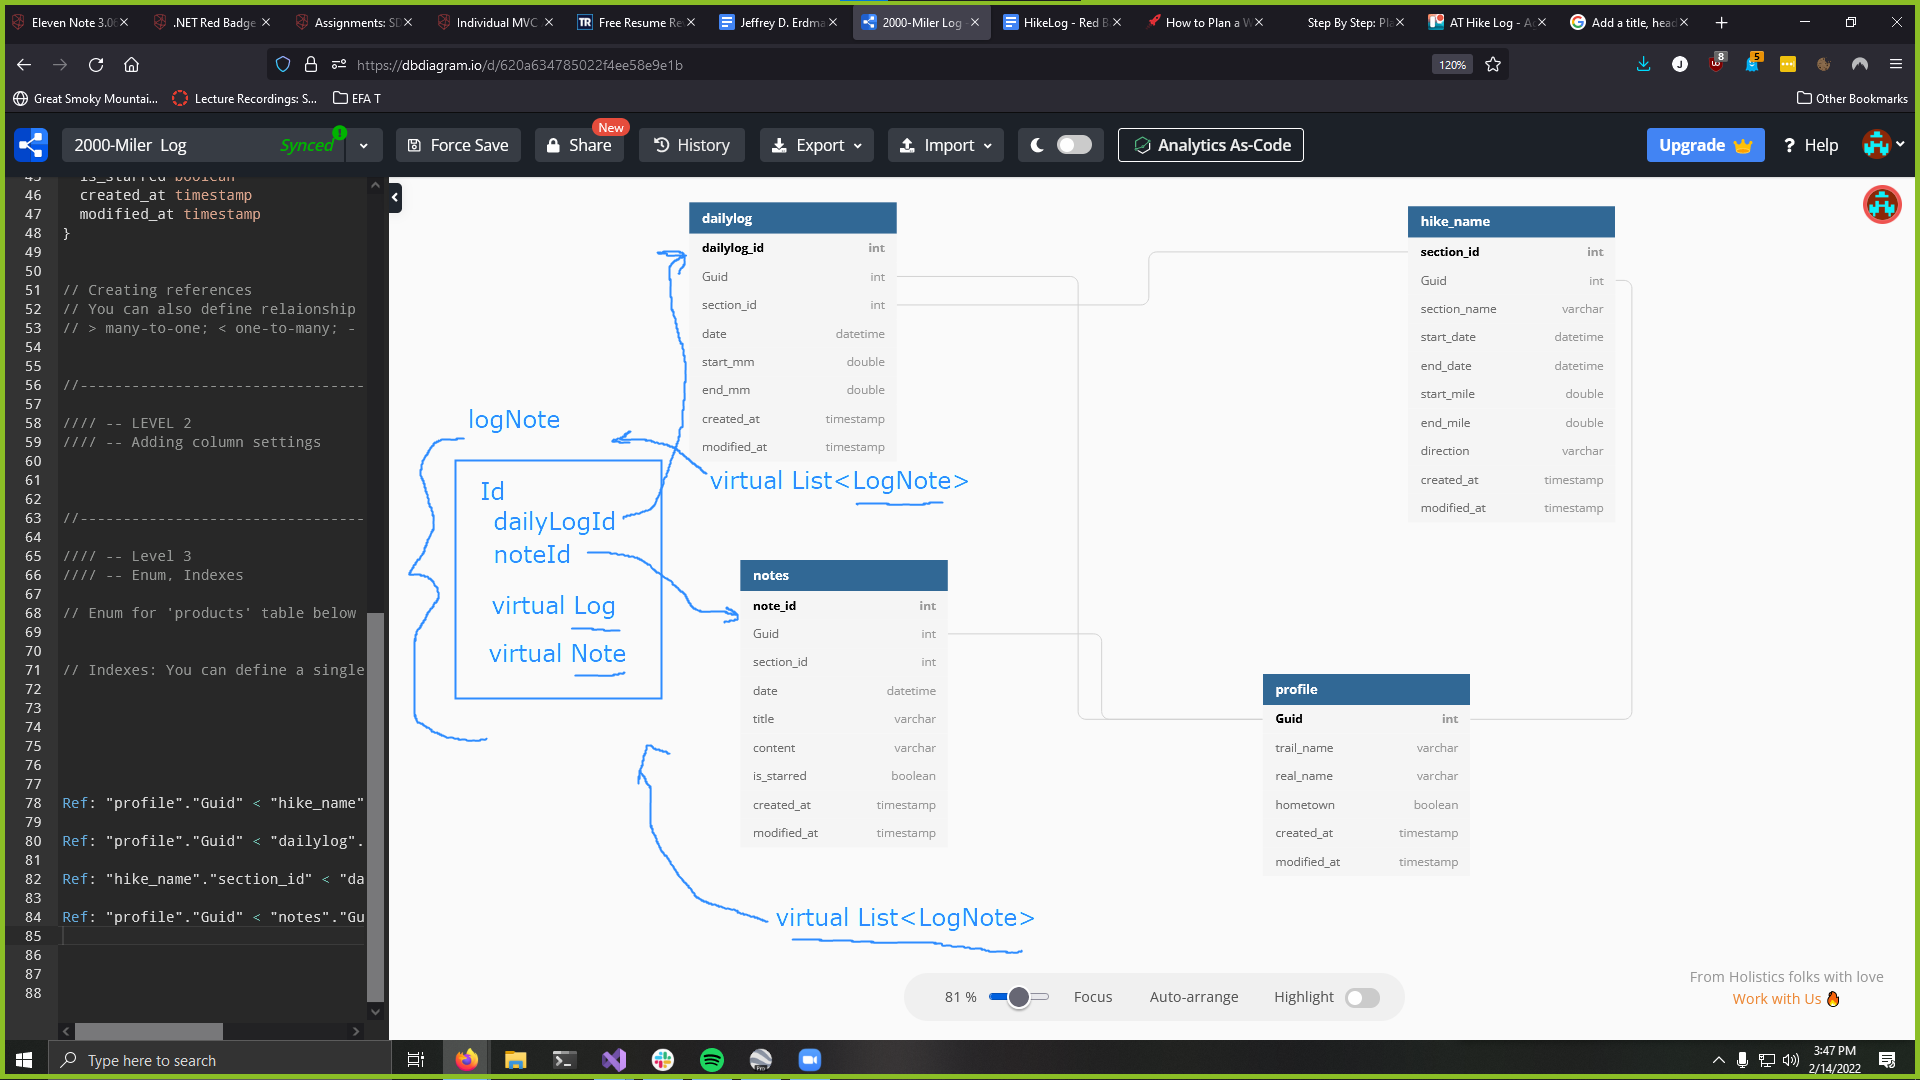 Eleven Note 3.0
.NET Red Badge
Assignments: SD
Individual MVC
Free Resume Re
Jeffrey D. Erdma
2000-Miler Log
HikeLog - Red B
How to Plan a W
Step By Step: Pla
AT Hike Log - A
Add a title, head
https://dbdiagram.io/d/620a634785022f4ee58e9e1b
120%
8
5
Great Smoky Mountai...
Lecture Recordings: S...
EFA T
Other Bookmarks
2000-Miler Log
Synced
Force Save
Share
New
History
Export
Import
Analytics As-Code
Upgrade
? Help
45 is_starred boolean
46 created_at timestamp
47 modified_at timestamp
48 }
49
50
51 // Creating references
52 // You can also define relaionship
53 // > many-to-one; < one-to-many; -
54
55
56 //---------------------------------
57
58 //// -- LEVEL 2
59 //// -- Adding column settings
60
61
62
63 //---------------------------------
64
65 //// -- Level 3
66 //// -- Enum, Indexes
67
68 // Enum for 'products' table below
69
70
71 // Indexes: You can define a single
72
73
74
75
76
77
78 Ref: "profile"."Guid" < "hike_name"
79
80 Ref: "profile"."Guid" < "dailylog".
81
82 Ref: "hike_name"."section_id" < "da
83
84 Ref: "profile"."Guid" < "notes"."Gu
85
86
87
88
dailylog
dailylog_id int
Guid int
section_id int
date datetime
start_mm double
end_mm double
created_at timestamp
modified_at timestamp
hike_name
section_id int
Guid int
section_name varchar
start_date datetime
end_date datetime
start_mile double
end_mile double
direction varchar
created_at timestamp
modified_at timestamp
logNote
virtual List<LogNote>
Id
dailyLogId
noteId
virtual Log
virtual Note
notes
note_id int
Guid int
section_id int
date datetime
title varchar
content varchar
is_starred boolean
created_at timestamp
modified_at timestamp
profile
Guid int
trail_name varchar
real_name varchar
hometown boolean
created_at timestamp
modified_at timestamp
virtual List<LogNote>
81 %
Focus
Auto-arrange
Highlight
From Holistics folks with love
Work with Us
Type here to search
3:47 PM
2/14/2022